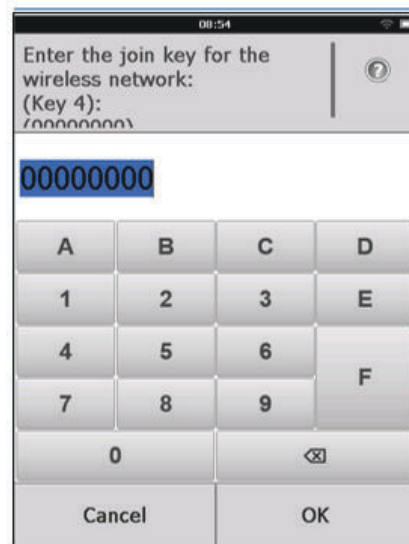 08:54
Enter the join key for the
wireless network:
(Key 4):
(00000000)
00000000
A B C D
1 2 3 E
4 5 6
F
7 8 9
0
Cancel OK